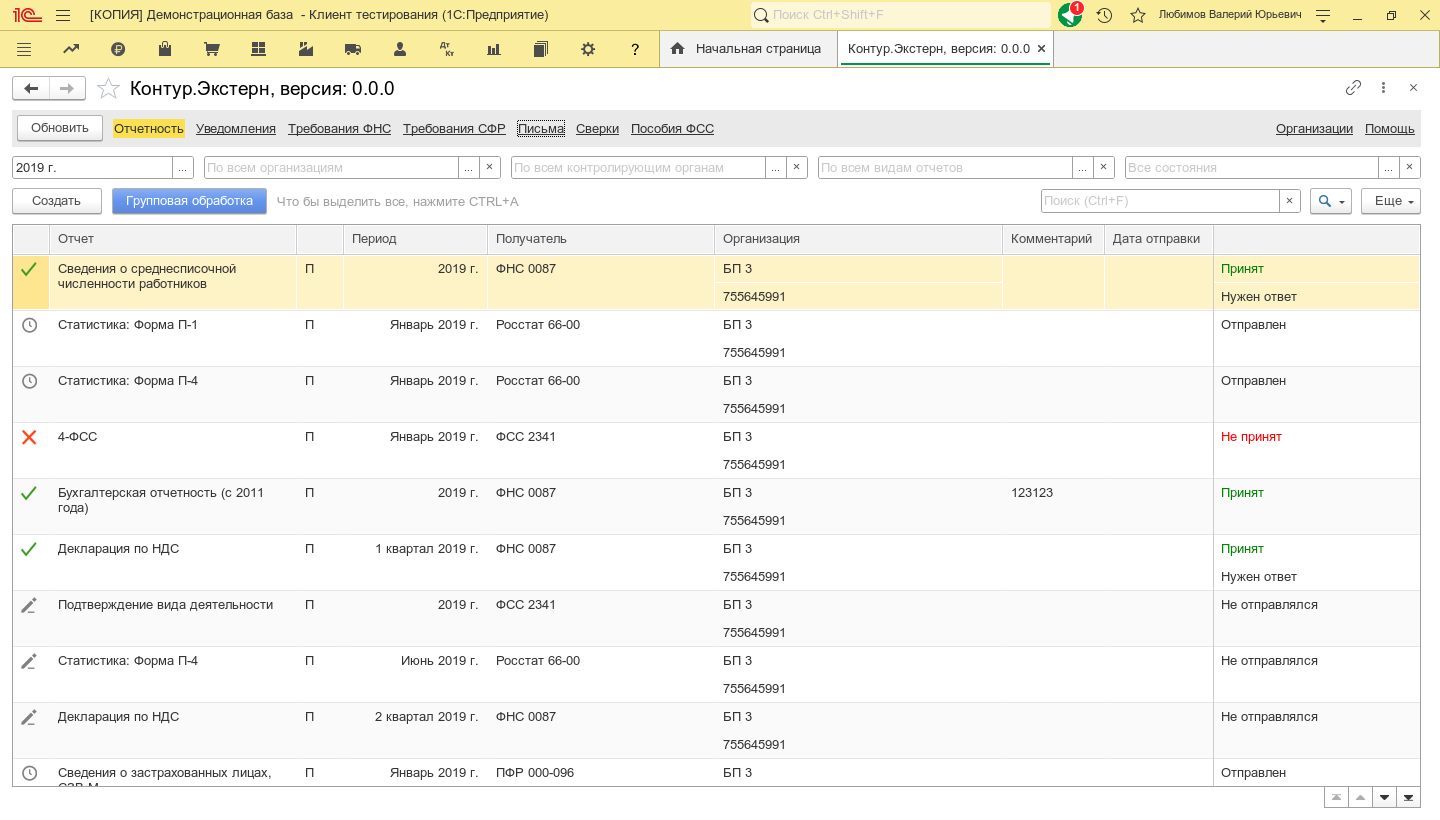 [КОПИЯ] Демонстрационная база - Клиент тестирования (1С:Предприятие)
Поиск Ctrl+Shift+F
1
Любимов Валерий Юрьевич
Дт Кт
?
Начальная страница
Контур.Экстерн, версия: 0.0.0 ×
Контур.Экстерн, версия: 0.0.0
Обновить Отчетность Уведомления Требования ФНС Требования СФР Письма Сверки Пособия ФСС Организации Помощь
2019 г. ... По всем организациям ... × По всем контролирующим органам ... × По всем видам отчетов ... × Все состояния ... ×
Создать Групповая обработка Что бы выделить все, нажмите CTRL+A Поиск (Ctrl+F) × Еще
Отчет Период Получатель Организация Комментарий Дата отправки
Сведения о среднесписочной П 2019 г. ФНС 0087 БП 3 Принят
численности работников
755645991 Нужен ответ
Статистика: Форма П-1 П Январь 2019 г. Росстат 66-00 БП 3 Отправлен
755645991
Статистика: Форма П-4 П Январь 2019 г. Росстат 66-00 БП 3 Отправлен
755645991
4-ФСС П Январь 2019 г. ФСС 2341 БП 3 Не принят
755645991
Бухгалтерская отчетность (с 2011 П 2019 г. ФНС 0087 БП 3 123123 Принят
года)
755645991
Декларация по НДС П 1 квартал 2019 г. ФНС 0087 БП 3 Принят
755645991 Нужен ответ
Подтверждение вида деятельности П 2019 г. ФСС 2341 БП 3 Не отправлялся
755645991
Статистика: Форма П-4 П Июнь 2019 г. Росстат 66-00 БП 3 Не отправлялся
755645991
Декларация по НДС П 2 квартал 2019 г. ФНС 0087 БП 3 Не отправлялся
755645991
Сведения о застрахованных лицах, П Январь 2019 г. ПФР 000-096 БП 3 Отправлен